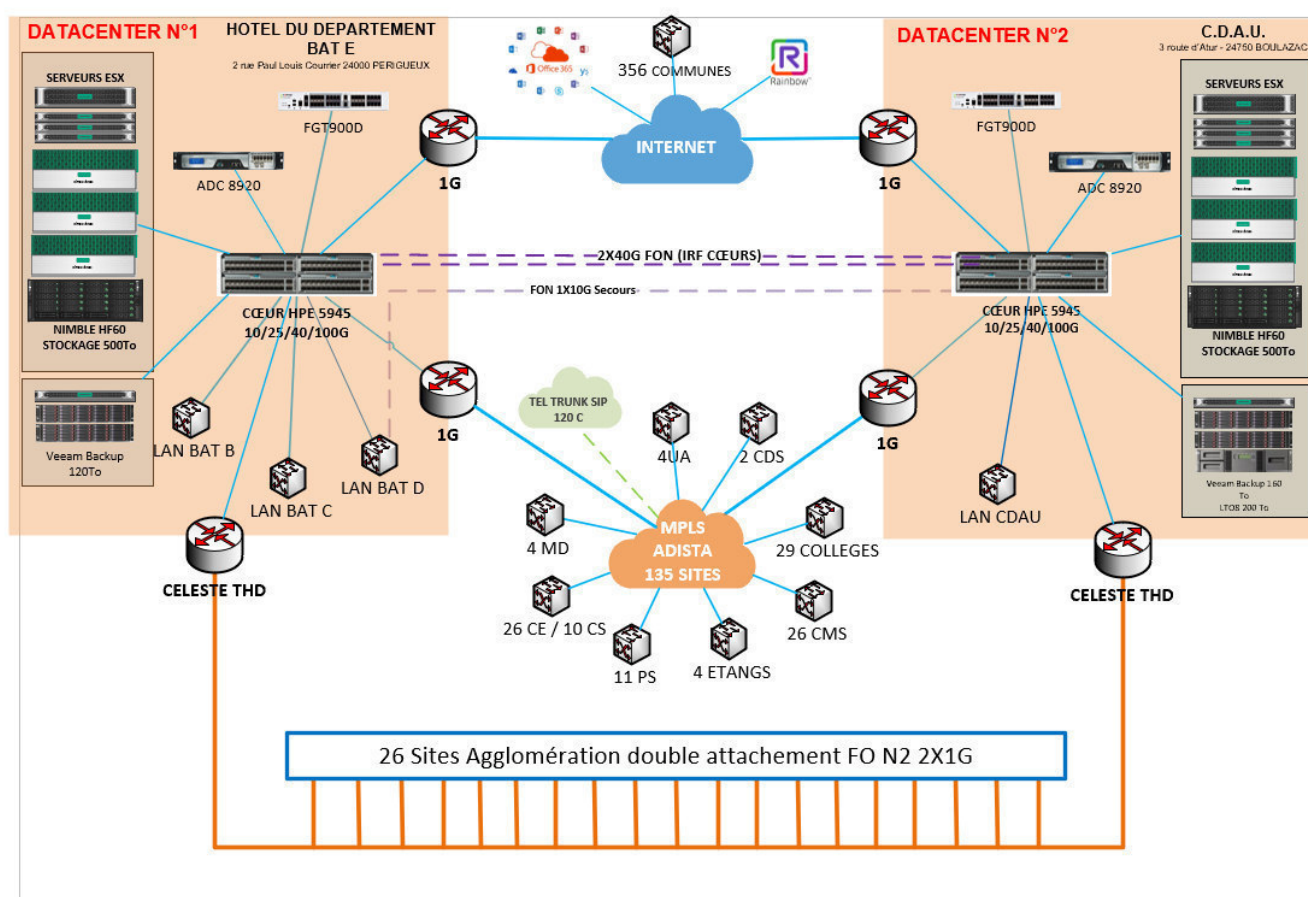 DATACENTER N°1
HOTEL DU DEPARTEMENT
BAT E
2 rue Paul Louis Courrier 24000 PERIGUEUX
SERVEURS ESX
FGT900D
ADC 8920
1G
NIMBLE HF60
STOCKAGE 500To
CŒUR HPE 5945
10/25/40/100G
Veeam Backup
120To
LAN BAT B
LAN BAT C
LAN BAT D
1G
CELESTE THD
Office 365
356 COMMUNES
Rainbow
INTERNET
2X40G FON (IRF CŒURS)
FON 1X10G Secours
TEL TRUNK SIP
120 C
4UA
2 CDS
4 MD
MPLS
ADISTA
135 SITES
29 COLLEGES
26 CE / 10 CS
26 CMS
11 PS
4 ETANGS
DATACENTER N°2
C.D.A.U.
3 route d'Atur - 24750 BOULAZAC
SERVEURS ESX
FGT900D
ADC 8920
1G
CŒUR HPE 5945
10/25/40/100G
NIMBLE HF60
STOCKAGE 500To
1G
LAN CDAU
Veeam Backup 160
To
LTO8 200 To
CELESTE THD
26 Sites Agglomération double attachement FO N2 2X1G